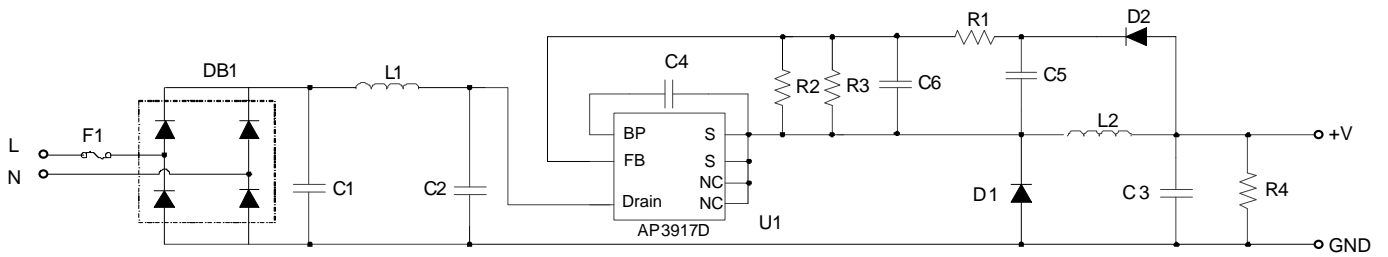 DB1
L1
C4
R1
D2
F1
L
N
C1
C2
BP
FB
Drain
S
S
NC
NC
AP3917D
U1
R2
R3
C6
C5
L2
D1
C3
R4
+V
GND